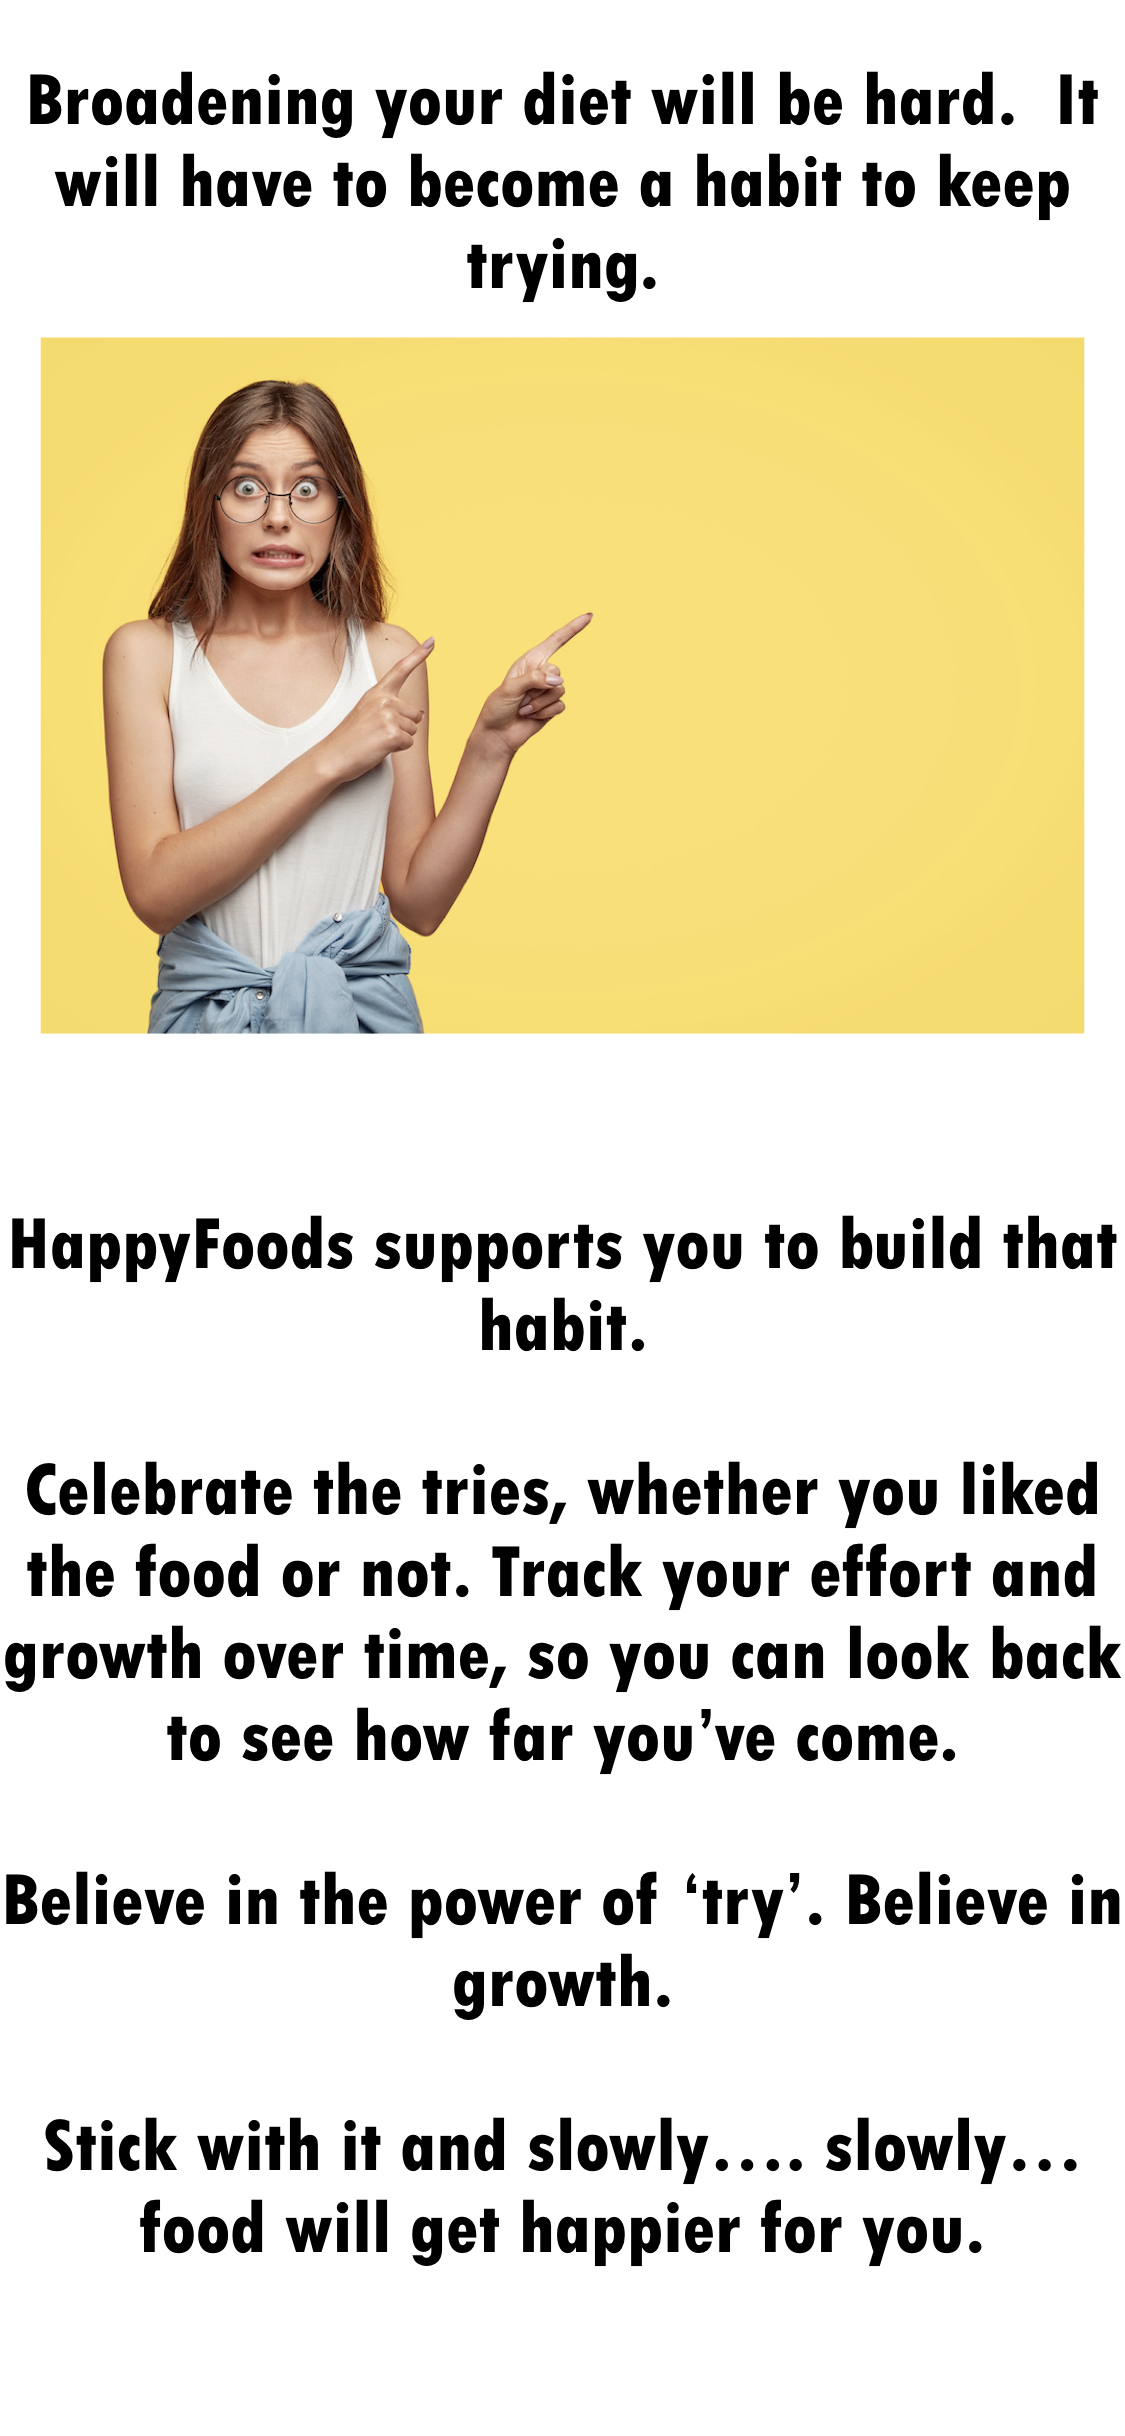 Broadening your diet will be hard.  It
will have to become a habit to keep
trying.
HappyFoods supports you to build that
habit.
Celebrate the tries, whether you liked
the food or not. Track your effort and
growth over time, so you can look back
to see how far you’ve come.
Believe in the power of ‘try’. Believe in
growth.
Stick with it and slowly.... slowly...
food will get happier for you.